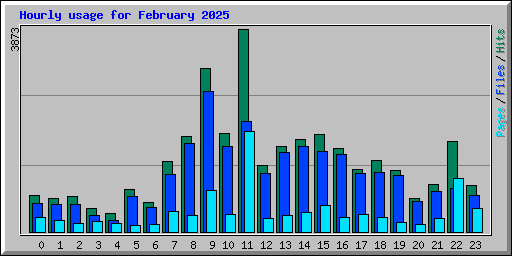 Hourly usage for February 2025
3873
Pages / Files / Hits
0 1 2 3 4 5 6 7 8 9 10 11 12 13 14 15 16 17 18 19 20 21 22 23